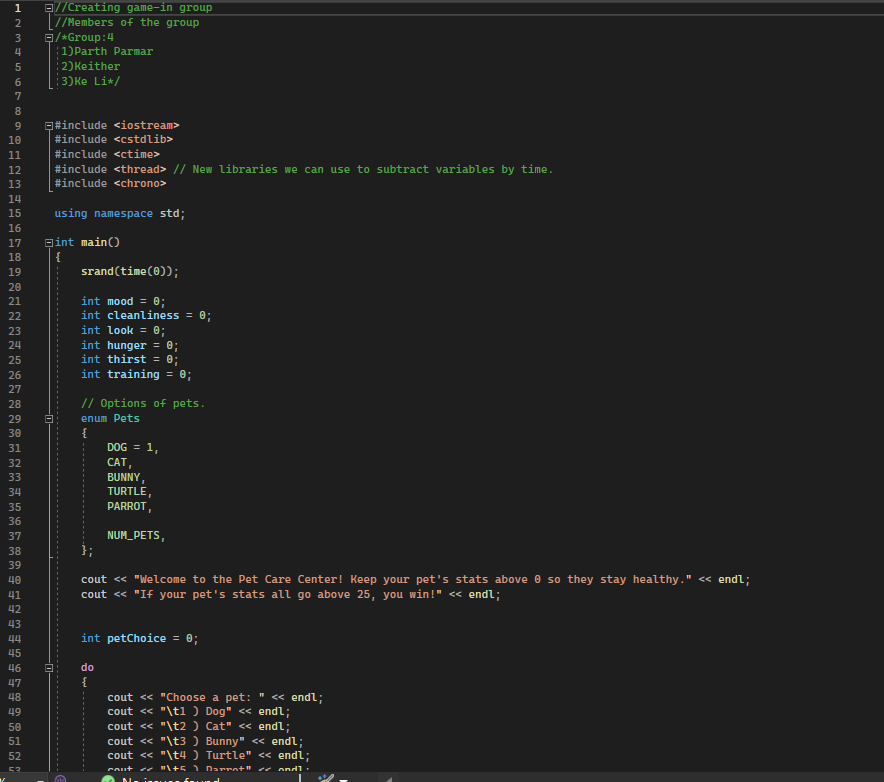 1 //Creating game-in group
2 //Members of the group
3 /*Group:4
4 1)Parth Parmar
5 2)Keither
6 3)Ke Li*/
7
8
9 #include <iostream>
10 #include <cstdlib>
11 #include <ctime>
12 #include <thread> // New libraries we can use to subtract variables by time.
13 #include <chrono>
14
15 using namespace std;
16
17 int main()
18 {
19 srand(time(0));
20
21 int mood = 0;
22 int cleanliness = 0;
23 int look = 0;
24 int hunger = 0;
25 int thirst = 0;
26 int training = 0;
27
28 // Options of pets.
29 enum Pets
30 {
31 DOG = 1,
32 CAT,
33 BUNNY,
34 TURTLE,
35 PARROT,
36
37 NUM_PETS,
38 };
39
40 cout << "Welcome to the Pet Care Center! Keep your pet's stats above 0 so they stay healthy." << endl;
41 cout << "If your pet's stats all go above 25, you win!" << endl;
42
43
44 int petChoice = 0;
45
46 do
47 {
48 cout << "Choose a pet: " << endl;
49 cout << "\t1 ) Dog" << endl;
50 cout << "\t2 ) Cat" << endl;
51 cout << "\t3 ) Bunny" << endl;
52 cout << "\t4 ) Turtle" << endl;
53 cout << "\t5 ) Parrot" << endl;
% No issues found